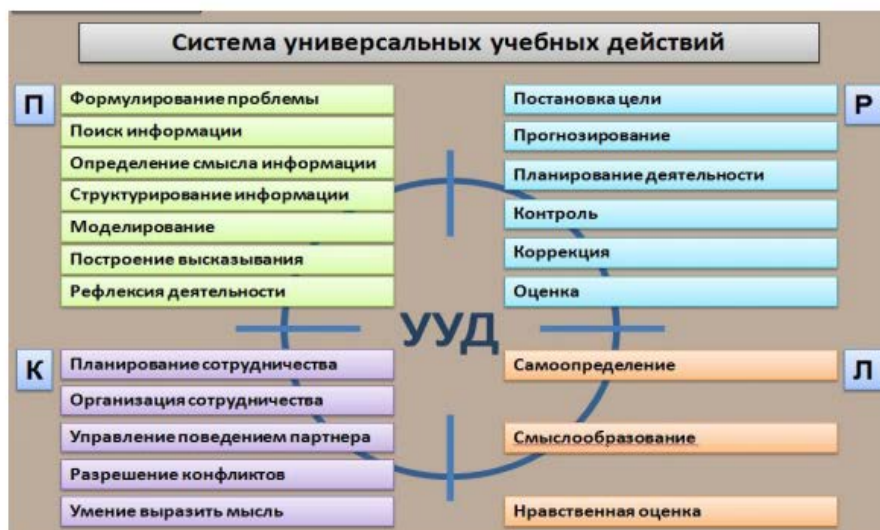 Система универсальных учебных действий
П
Формулирование проблемы
Поиск информации
Определение смысла информации
Структурирование информации
Моделирование
Построение высказывания
Рефлексия деятельности
Р
Постановка цели
Прогнозирование
Планирование деятельности
Контроль
Коррекция
Оценка
УУД
К
Планирование сотрудничества
Организация сотрудничества
Управление поведением партнера
Разрешение конфликтов
Умение выразить мысль
Л
Самоопределение
Смыслообразование
Нравственная оценка